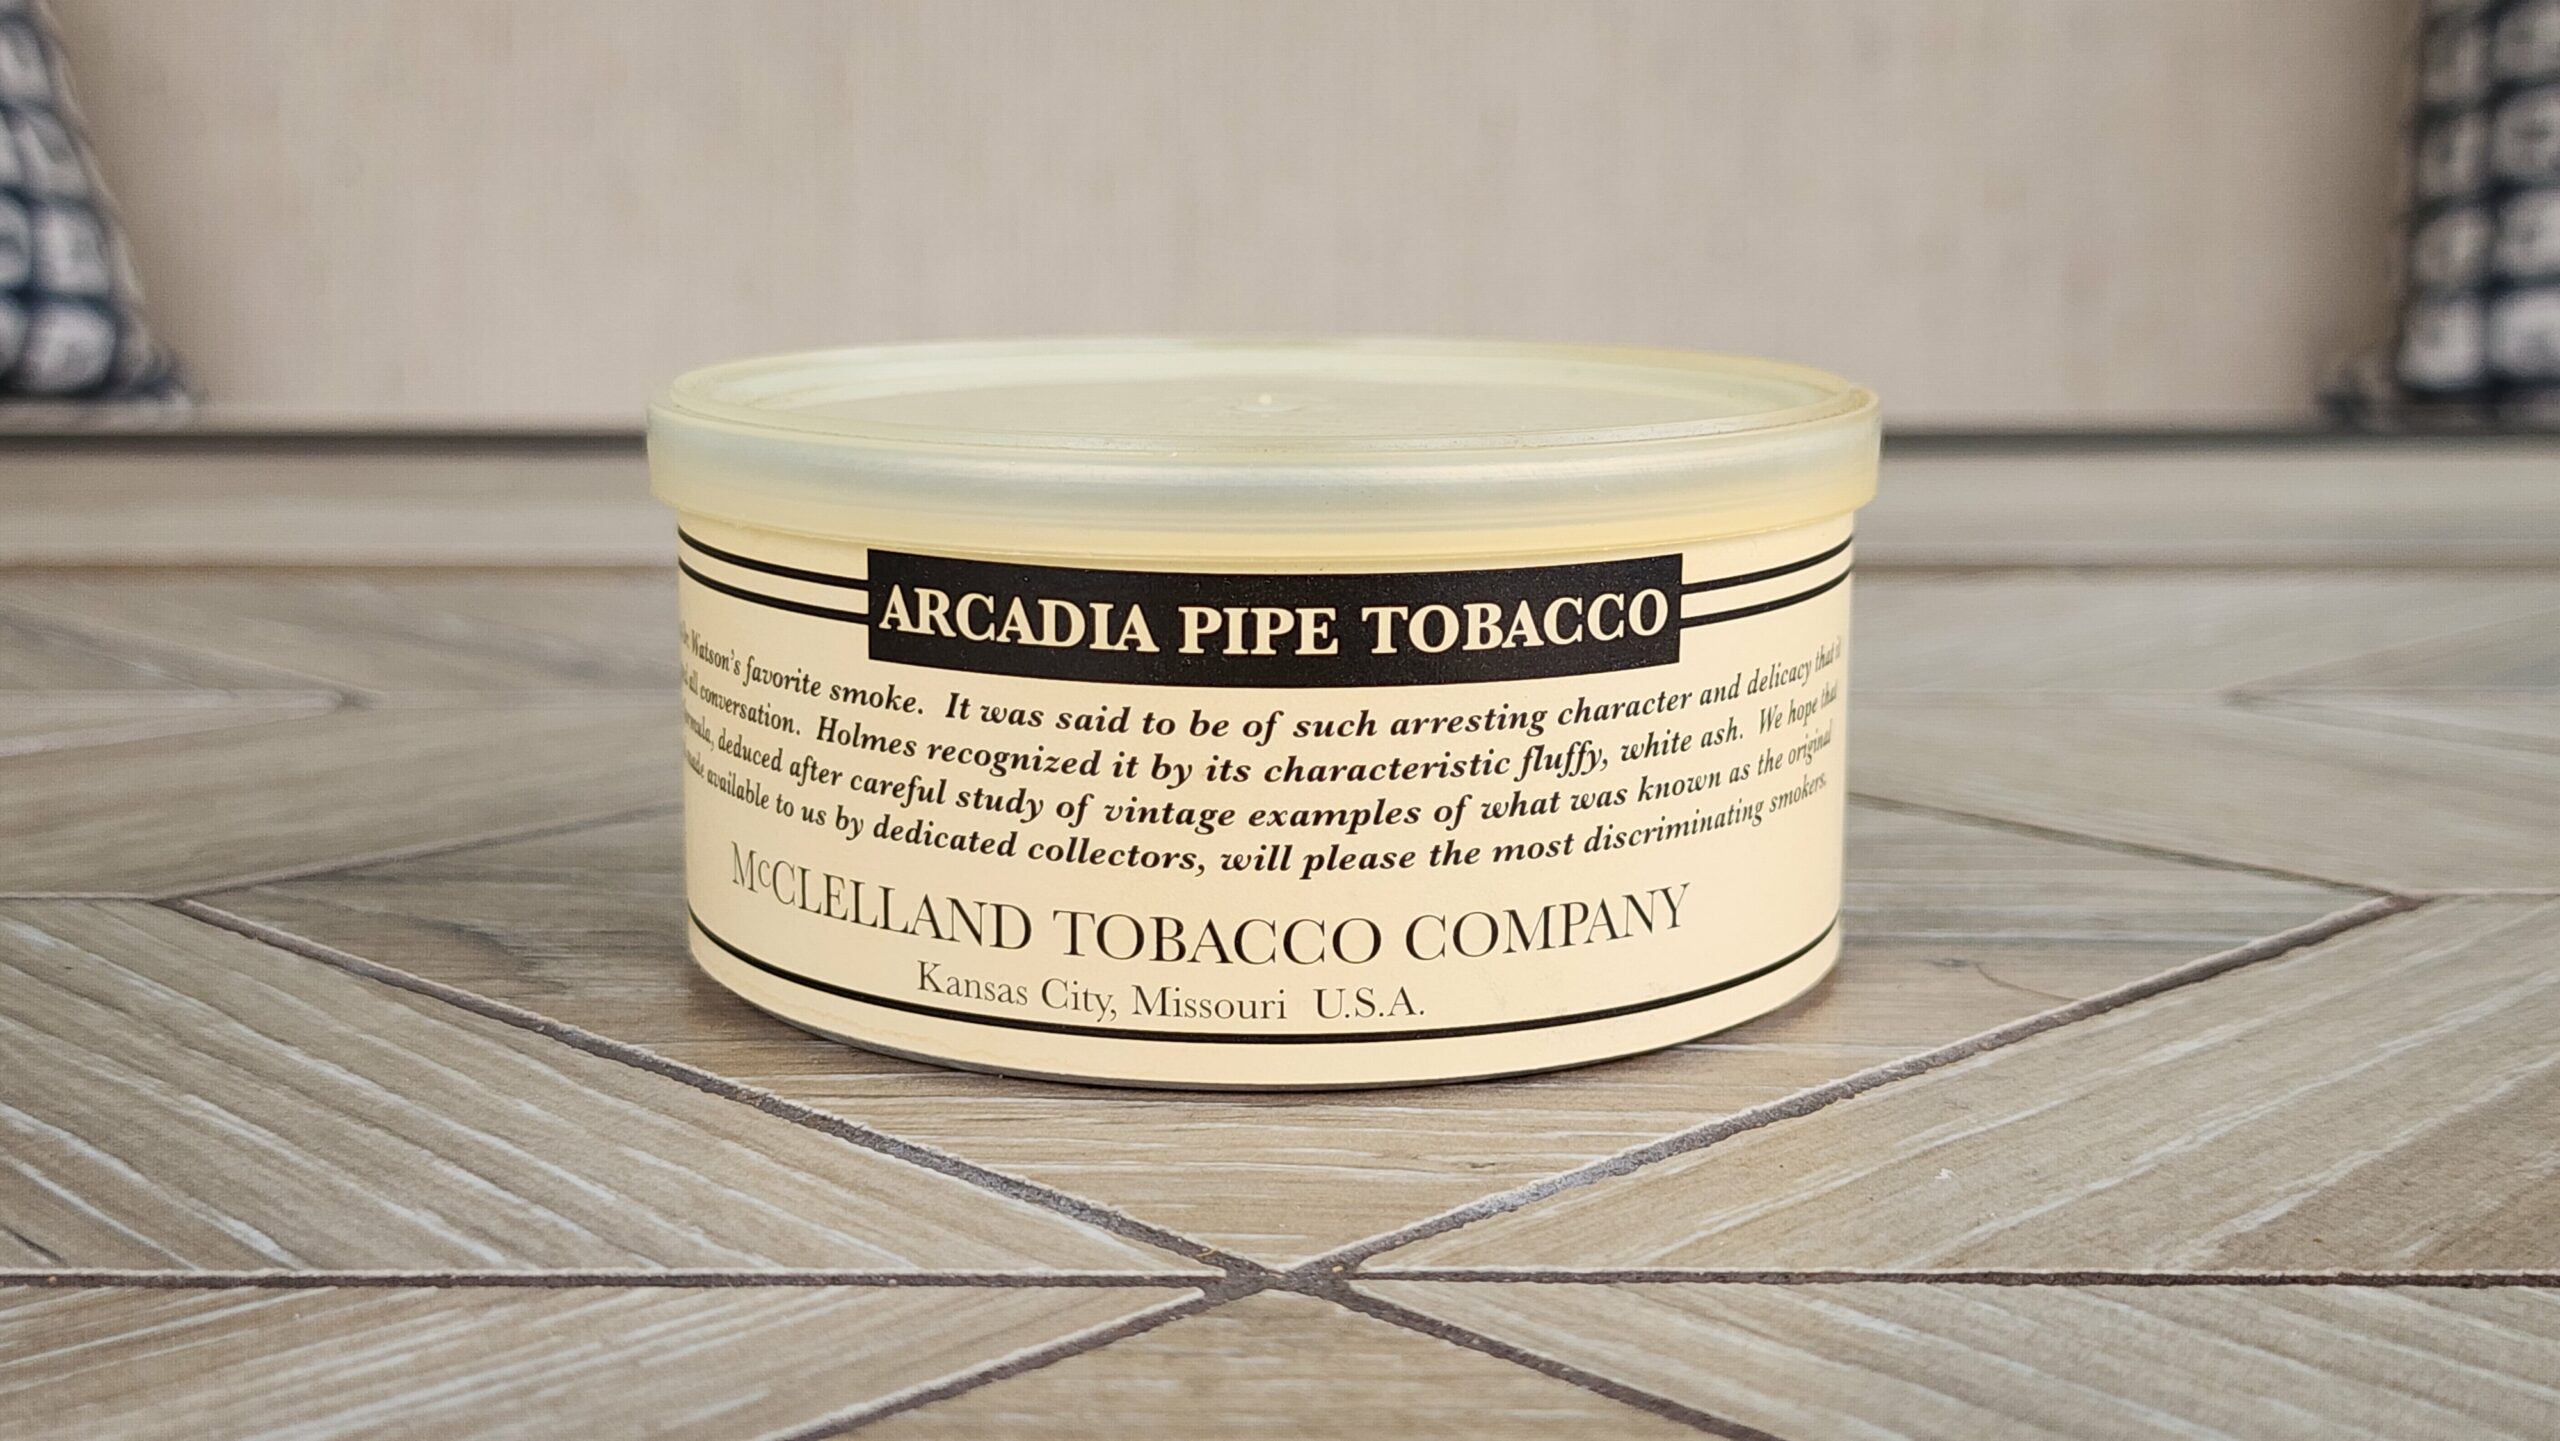 ARCADIA PIPE TOBACCO
Watson's favorite smoke. It was said to be of such arresting character and delicacy that it
all conversation. Holmes recognized it by its characteristic fluffy, white ash. We hope that
deduced after careful study of vintage examples of what was known as the original
made available to us by dedicated collectors, will please the most discriminating smokers.
McCLELLAND TOBACCO COMPANY
Kansas City, Missouri U.S.A.